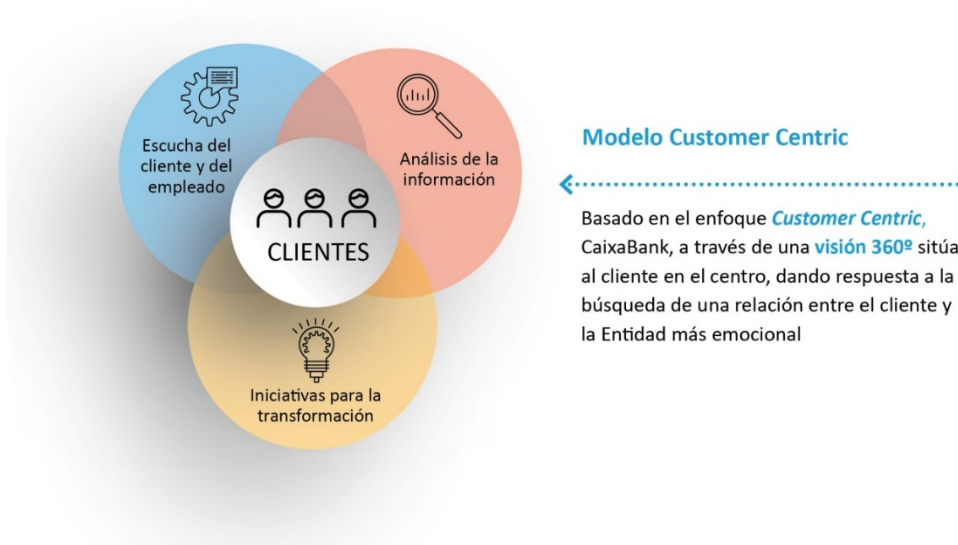 Escucha del
cliente y del
empleado
Análisis de la
información
CLIENTES
Iniciativas para la
transformación
Modelo Customer Centric
Basado en el enfoque Customer Centric,
CaixaBank, a través de una visión 360º sitúa
al cliente en el centro, dando respuesta a la
búsqueda de una relación entre el cliente y
la Entidad más emocional